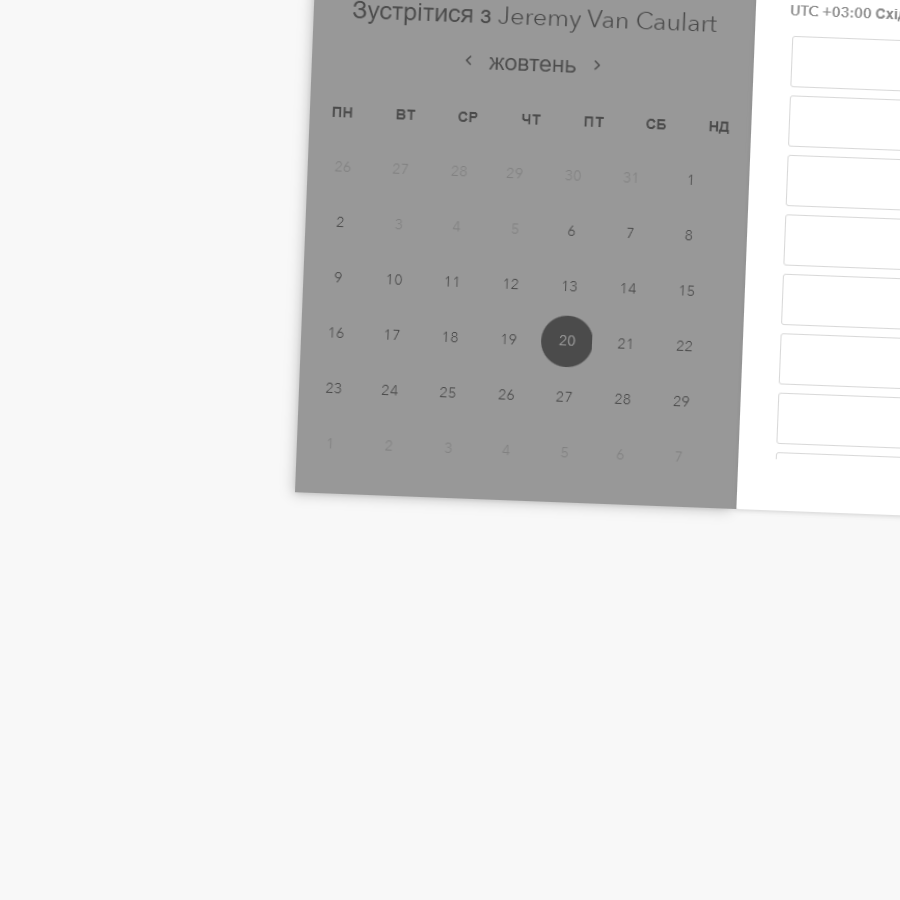 Зустрітися з Jeremy Van Caulart
UTC +03:00 Схі
‹ жовтень ›
ПН ВТ СР ЧТ ПТ СБ НД
26 27 28 29 30 31 1
2 3 4 5 6 7 8
9 10 11 12 13 14 15
16 17 18 19 20 21 22
23 24 25 26 27 28 29
1 2 3 4 5 6 7